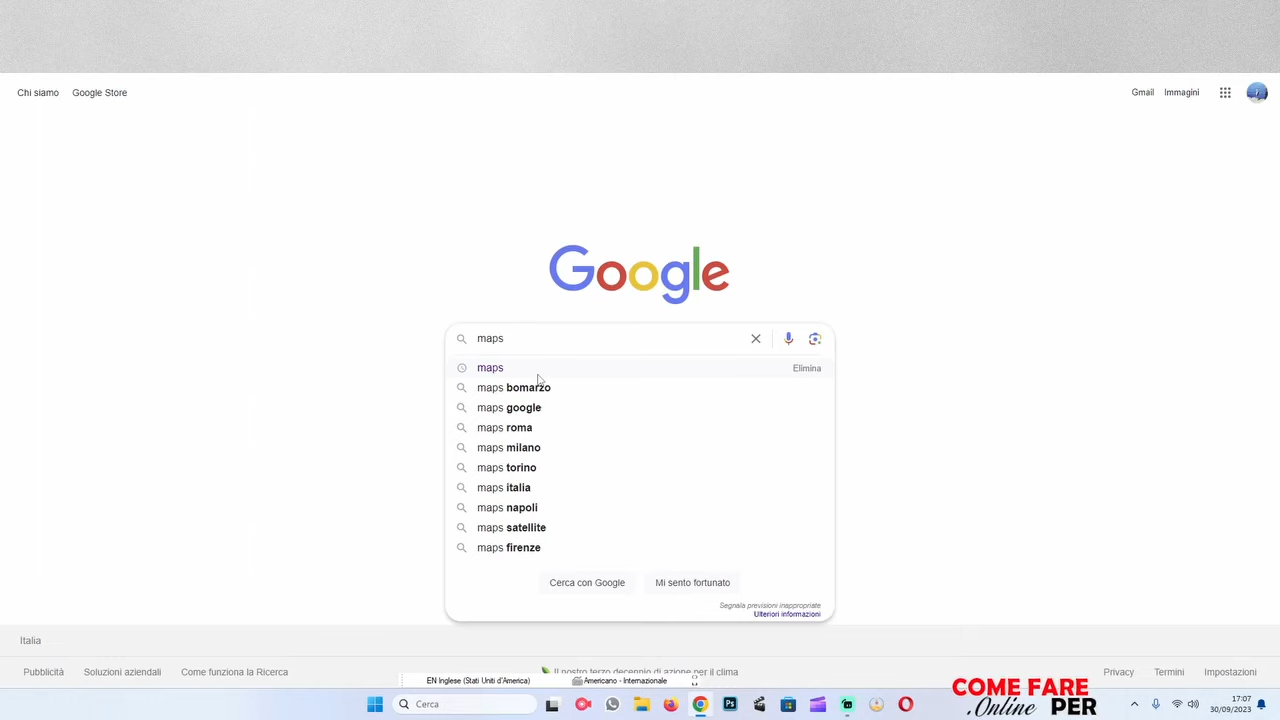 Chi siamo Google Store
Gmail Immagini
Google
maps
maps Elimina
maps bomarzo
maps google
maps roma
maps milano
maps torino
maps italia
maps napoli
maps satellite
maps firenze
Cerca con Google Mi sento fortunato
Segnala previsioni inappropriate
Ulteriori informazioni
Italia
Pubblicità Soluzioni aziendali Come funziona la Ricerca Il nostro terzo decennio di azione per il clima Privacy Termini Impostazioni
EN Inglese (Stati Uniti d'America) Americano - Internazionale
Cerca
COME FARE
.Online PER
17:07
30/09/2023